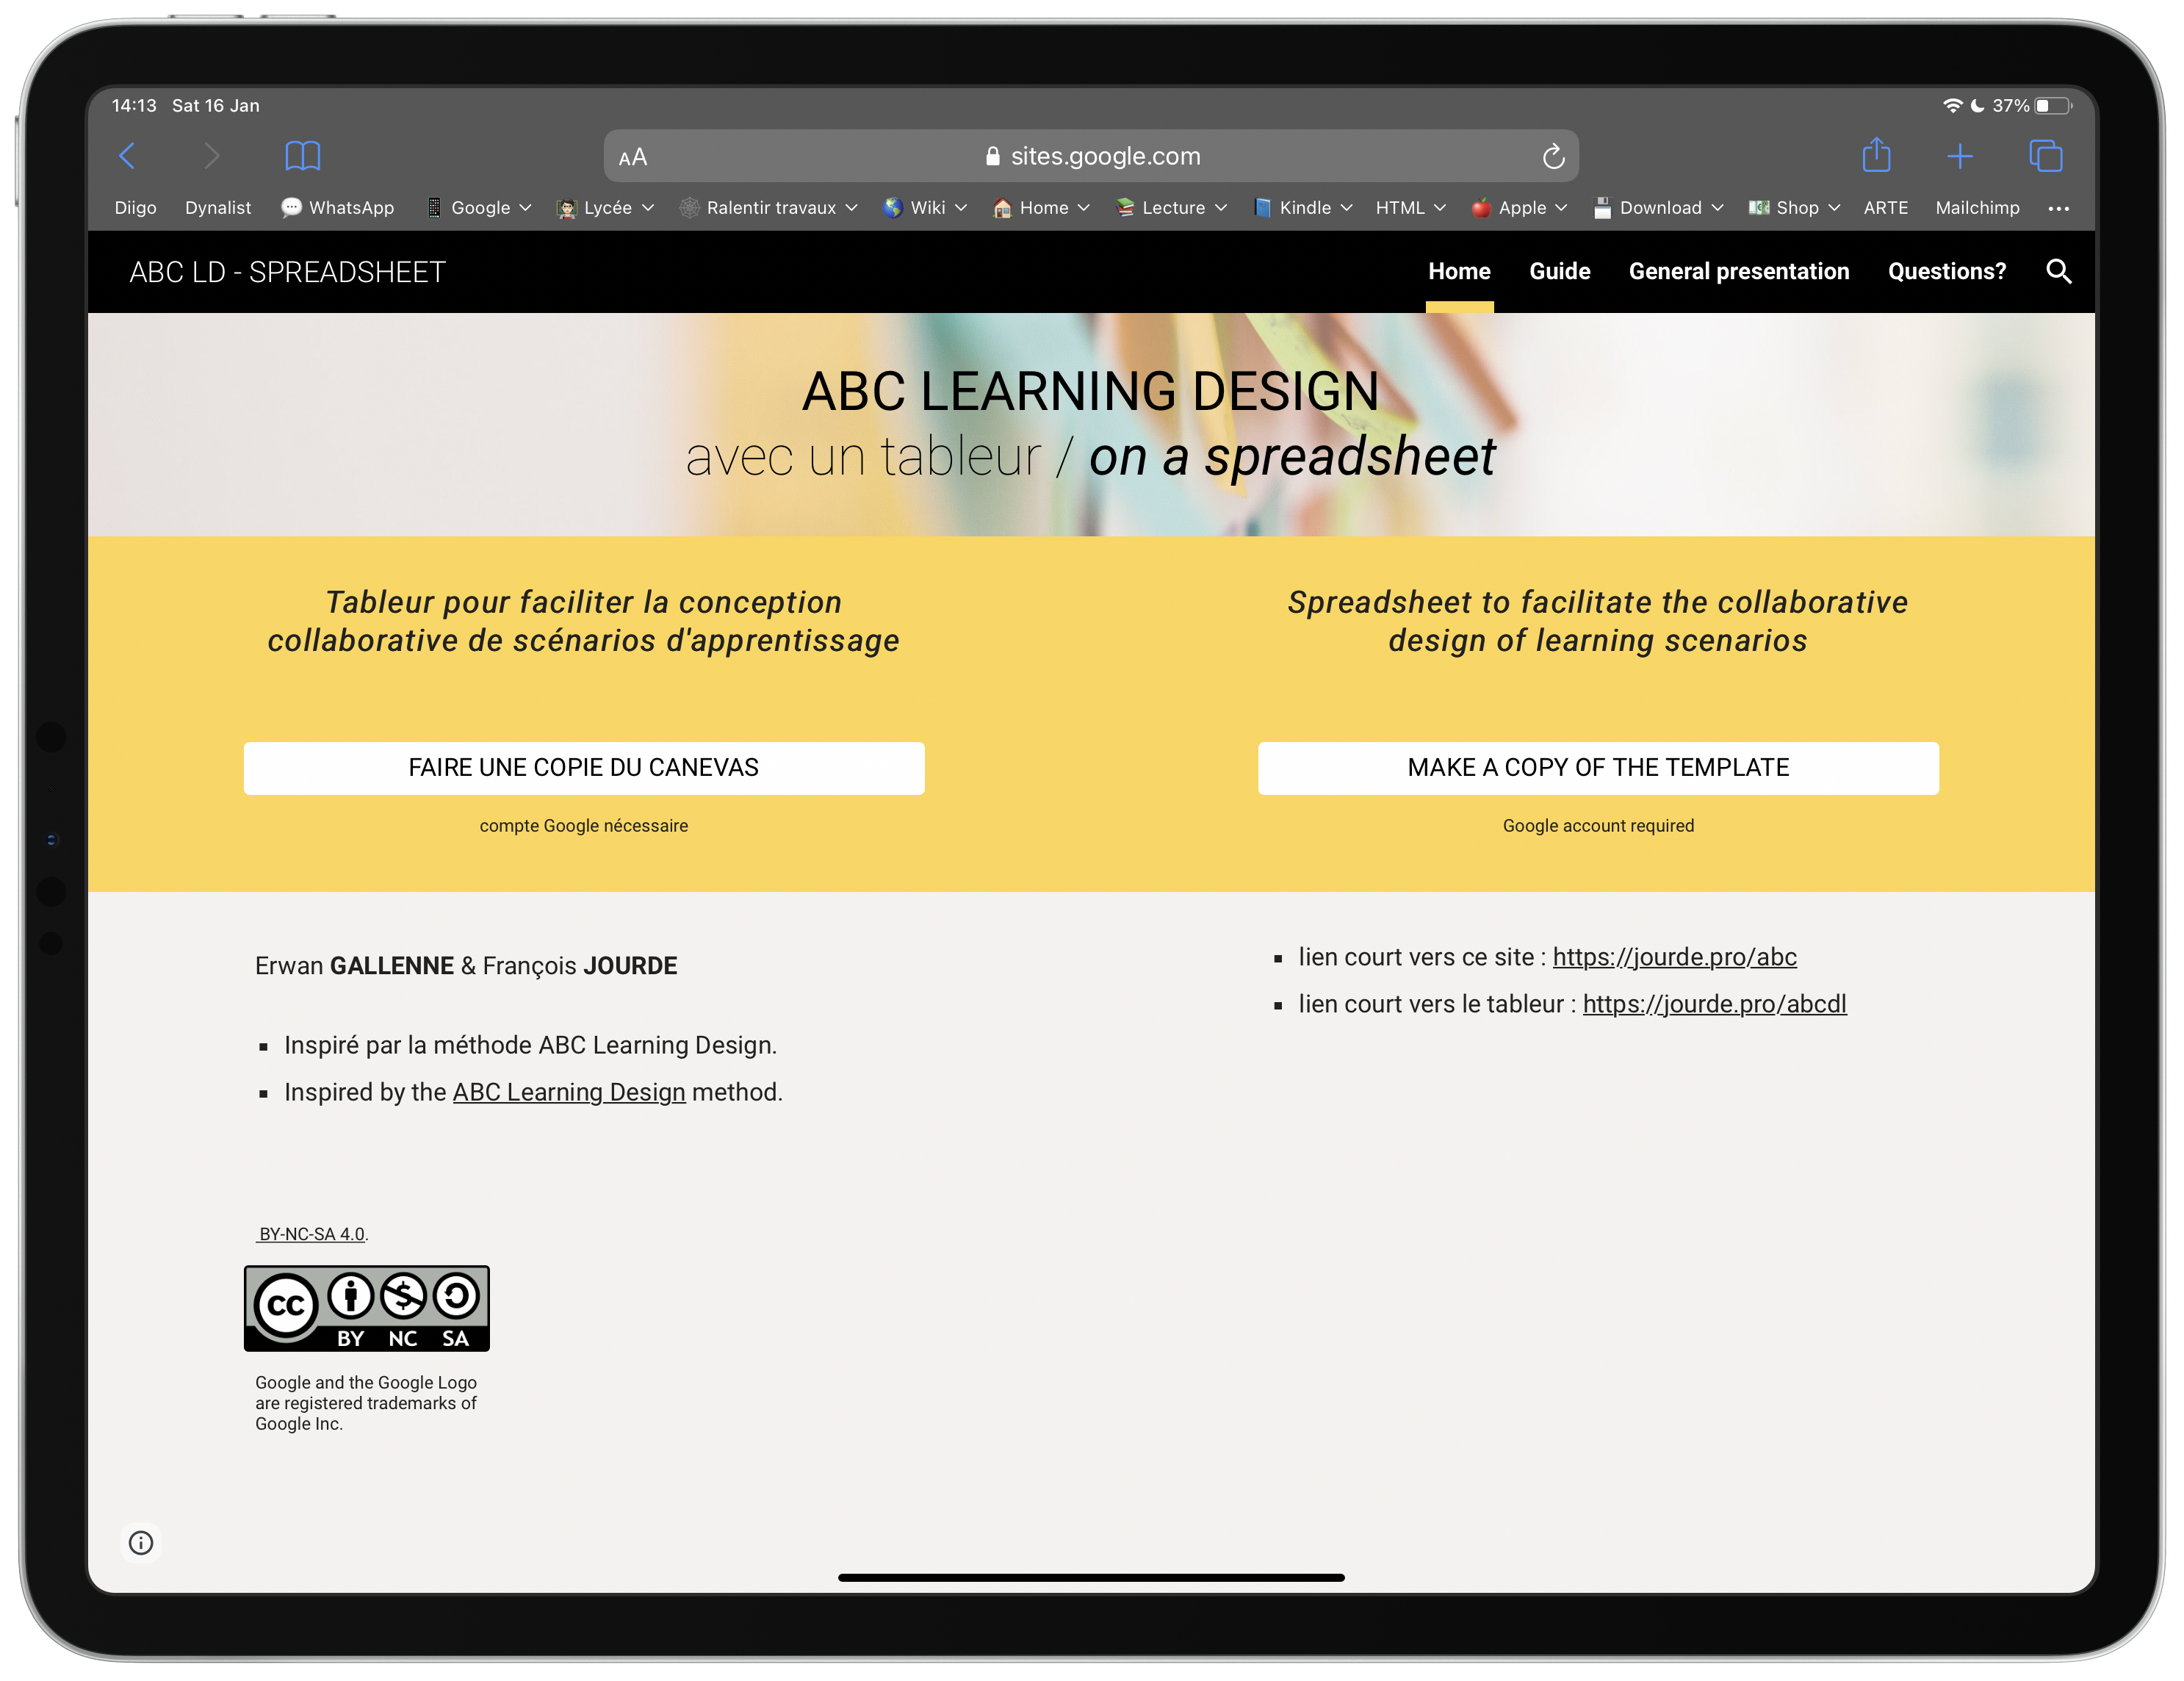 14:13 Sat 16 Jan
37%
AA sites.google.com
Diigo Dynalist WhatsApp Google Lycée Ralentir travaux Wiki Home Lecture Kindle HTML Apple Download Shop ARTE Mailchimp
ABC LD - SPREADSHEET
Home Guide General presentation Questions?
ABC LEARNING DESIGN
avec un tableur / on a spreadsheet
Tableur pour faciliter la conception
collaborative de scénarios d'apprentissage
FAIRE UNE COPIE DU CANEVAS
compte Google nécessaire
Spreadsheet to facilitate the collaborative
design of learning scenarios
MAKE A COPY OF THE TEMPLATE
Google account required
Erwan GALLENNE & François JOURDE
▪ Inspiré par la méthode ABC Learning Design.
▪ Inspired by the ABC Learning Design method.
▪ lien court vers ce site : https://jourde.pro/abc
▪ lien court vers le tableur : https://jourde.pro/abcdl
BY-NC-SA 4.0.
cc
BY NC SA
Google and the Google Logo
are registered trademarks of
Google Inc.